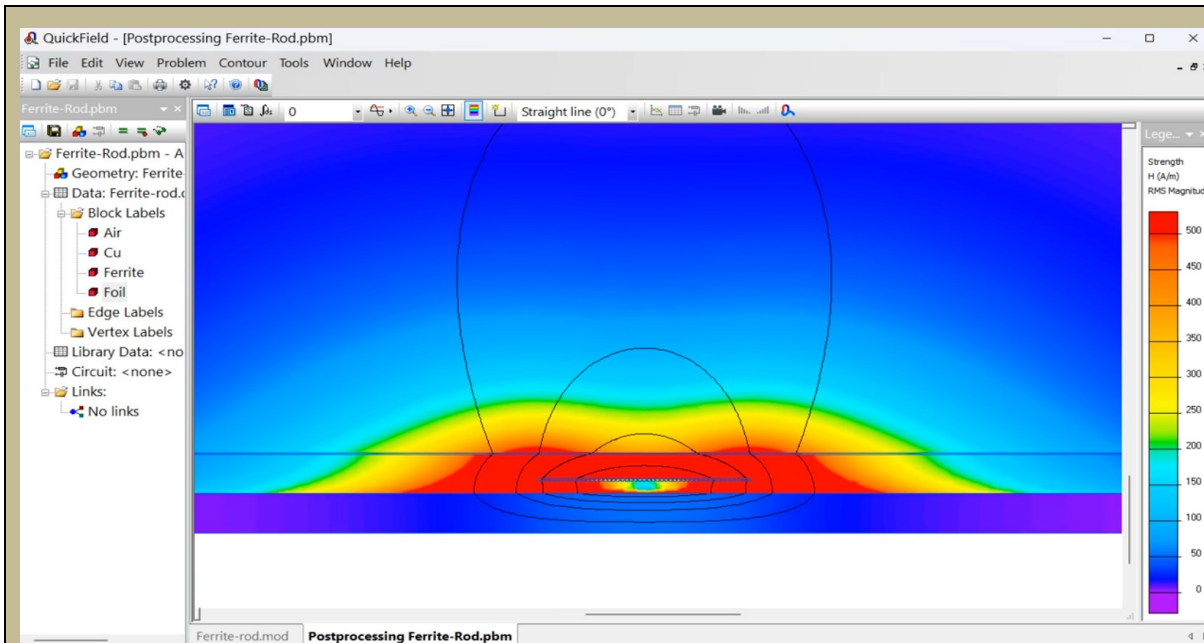 QuickField - [Postprocessing Ferrite-Rod.pbm]
File Edit View Problem Contour Tools Window Help
Ferrite-Rod.pbm
0 Straight line (0°)
Lege...
Ferrite-Rod.pbm - A
Geometry: Ferrite
Data: Ferrite-rod.
Block Labels
Air
Cu
Ferrite
Foil
Edge Labels
Vertex Labels
Library Data: <no
Circuit: <none>
Links:
No links
Strength
H (A/m)
RMS Magnitud
500
450
400
350
300
250
200
150
100
50
0
Ferrite-rod.mod Postprocessing Ferrite-Rod.pbm